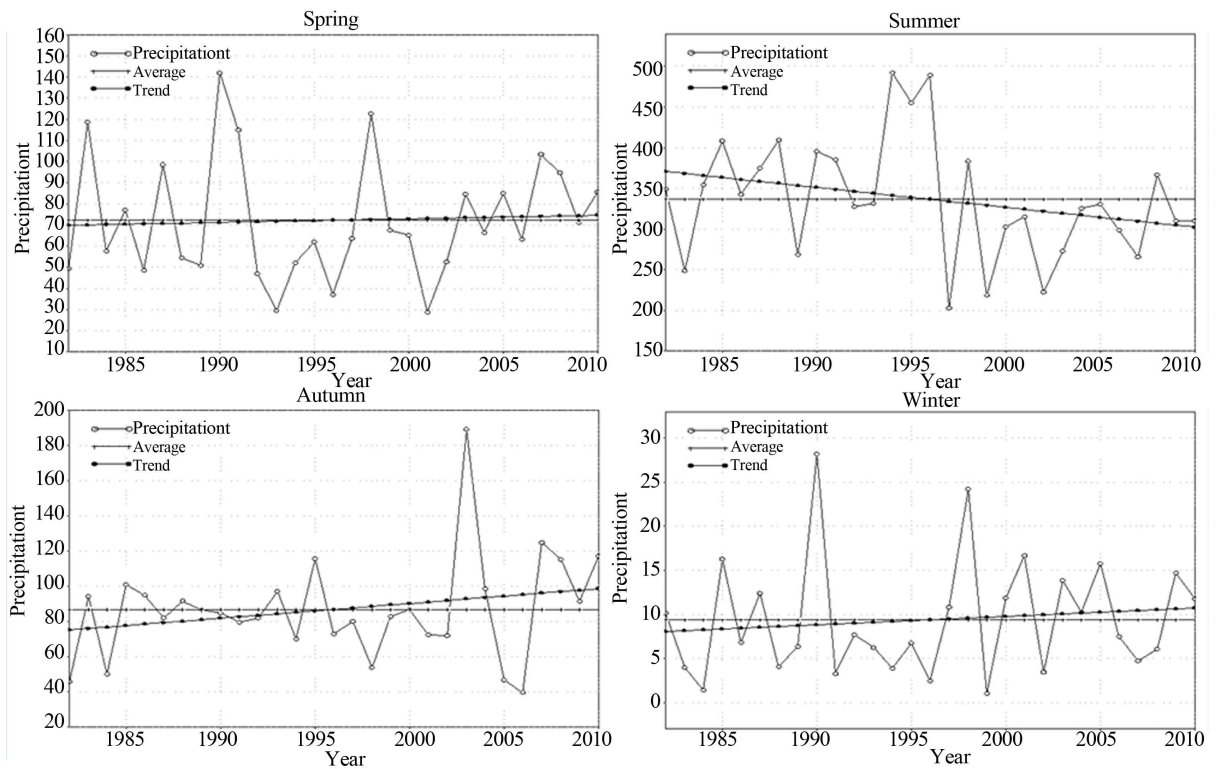 Spring
Precipitationt
160
150
140
130
120
110
100
90
80
70
60
50
40
30
20
10
Precipitationt
Average
Trend
1985
1990
1995
2000
2005
2010
Year
Summer
Precipitationt
500
450
400
350
300
250
200
150
Precipitationt
Average
Trend
1985
1990
1995
2000
2005
2010
Year
Autumn
Precipitationt
200
180
160
140
120
100
80
60
40
20
Precipitationt
Average
Trend
1985
1990
1995
2000
2005
2010
Year
Winter
Precipitationt
30
25
20
15
10
5
0
Precipitationt
Average
Trend
1985
1990
1995
2000
2005
2010
Year